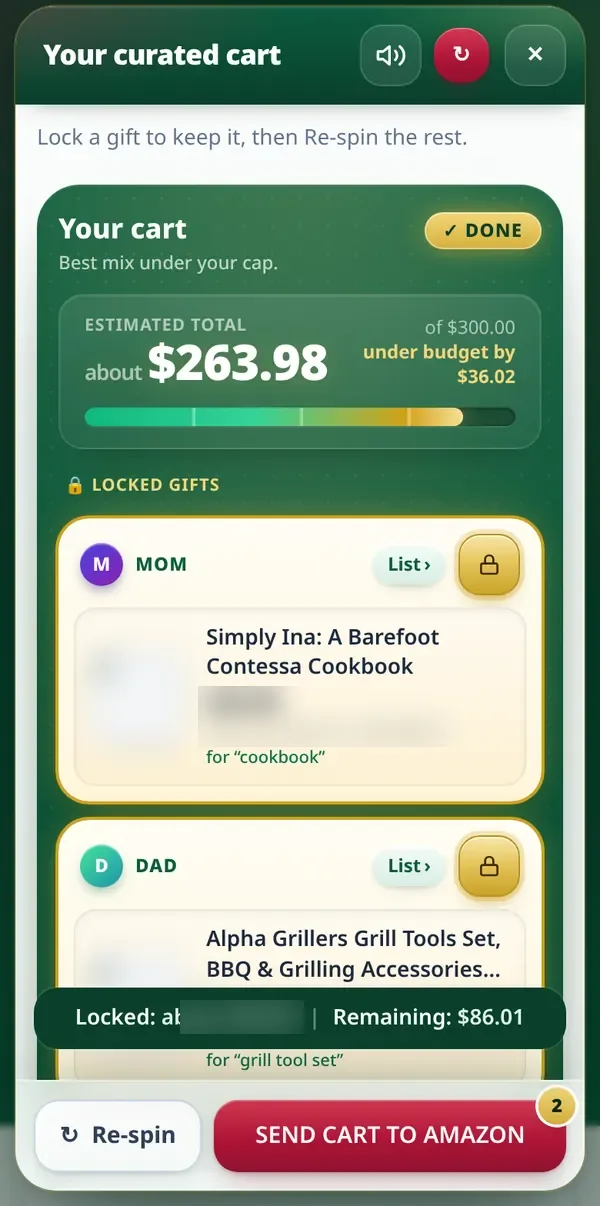 Your curated cart
Lock a gift to keep it, then Re-spin the rest.
Your cart
✓ DONE
Best mix under your cap.
ESTIMATED TOTAL
of $300.00
about $263.98
under budget by
$36.02
🔒 LOCKED GIFTS
M MOM List ›
Simply Ina: A Barefoot
Contessa Cookbook
for “cookbook”
D DAD List ›
Alpha Grillers Grill Tools Set,
BBQ & Grilling Accessories...
Locked: ab | Remaining: $86.01
for “grill tool set”
2
↻ Re-spin
SEND CART TO AMAZON